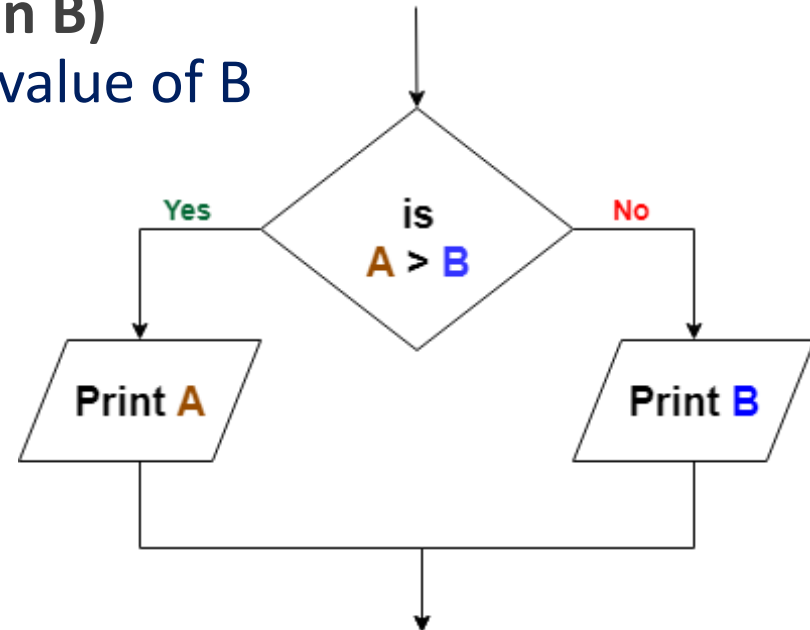 n B)
value of B
Yes
is
No
A > B
Print A
Print B